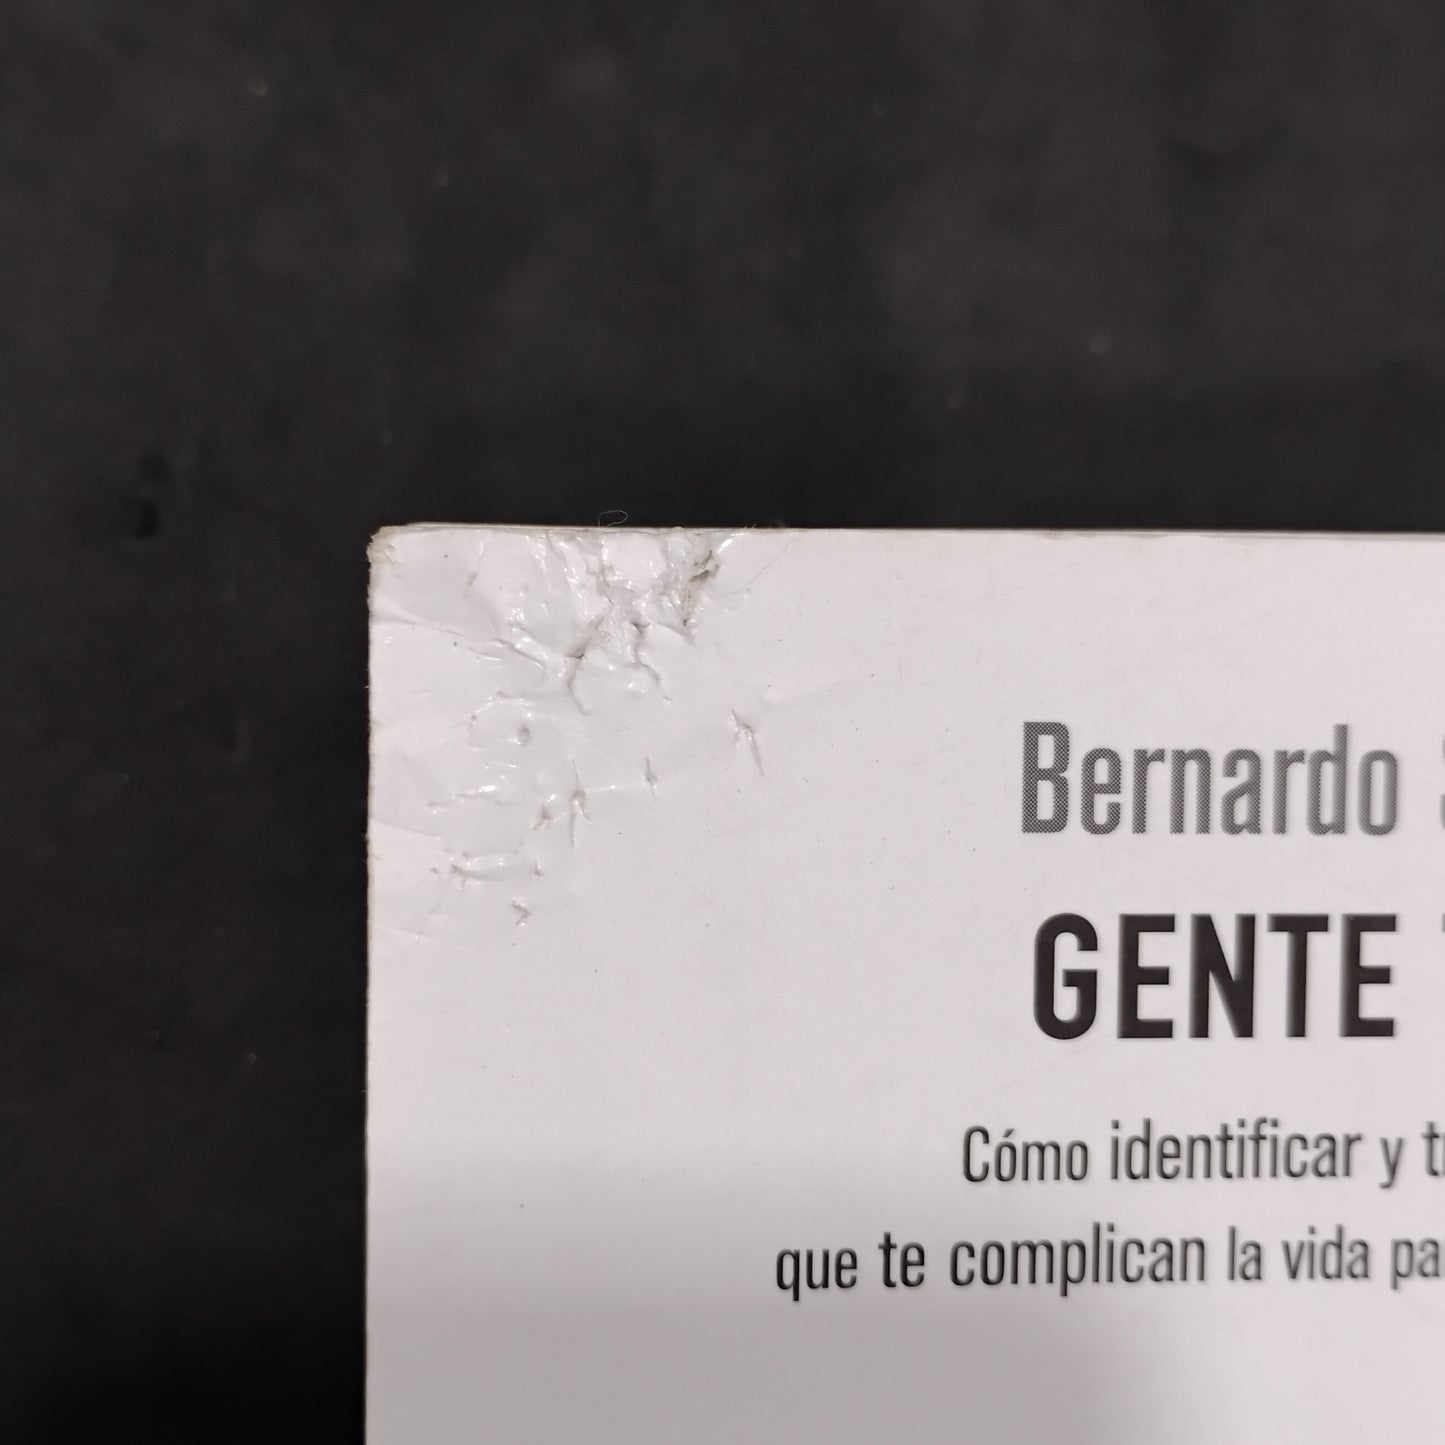 Bernardo
GENTE
Cómo identificar y
que te complican la vida